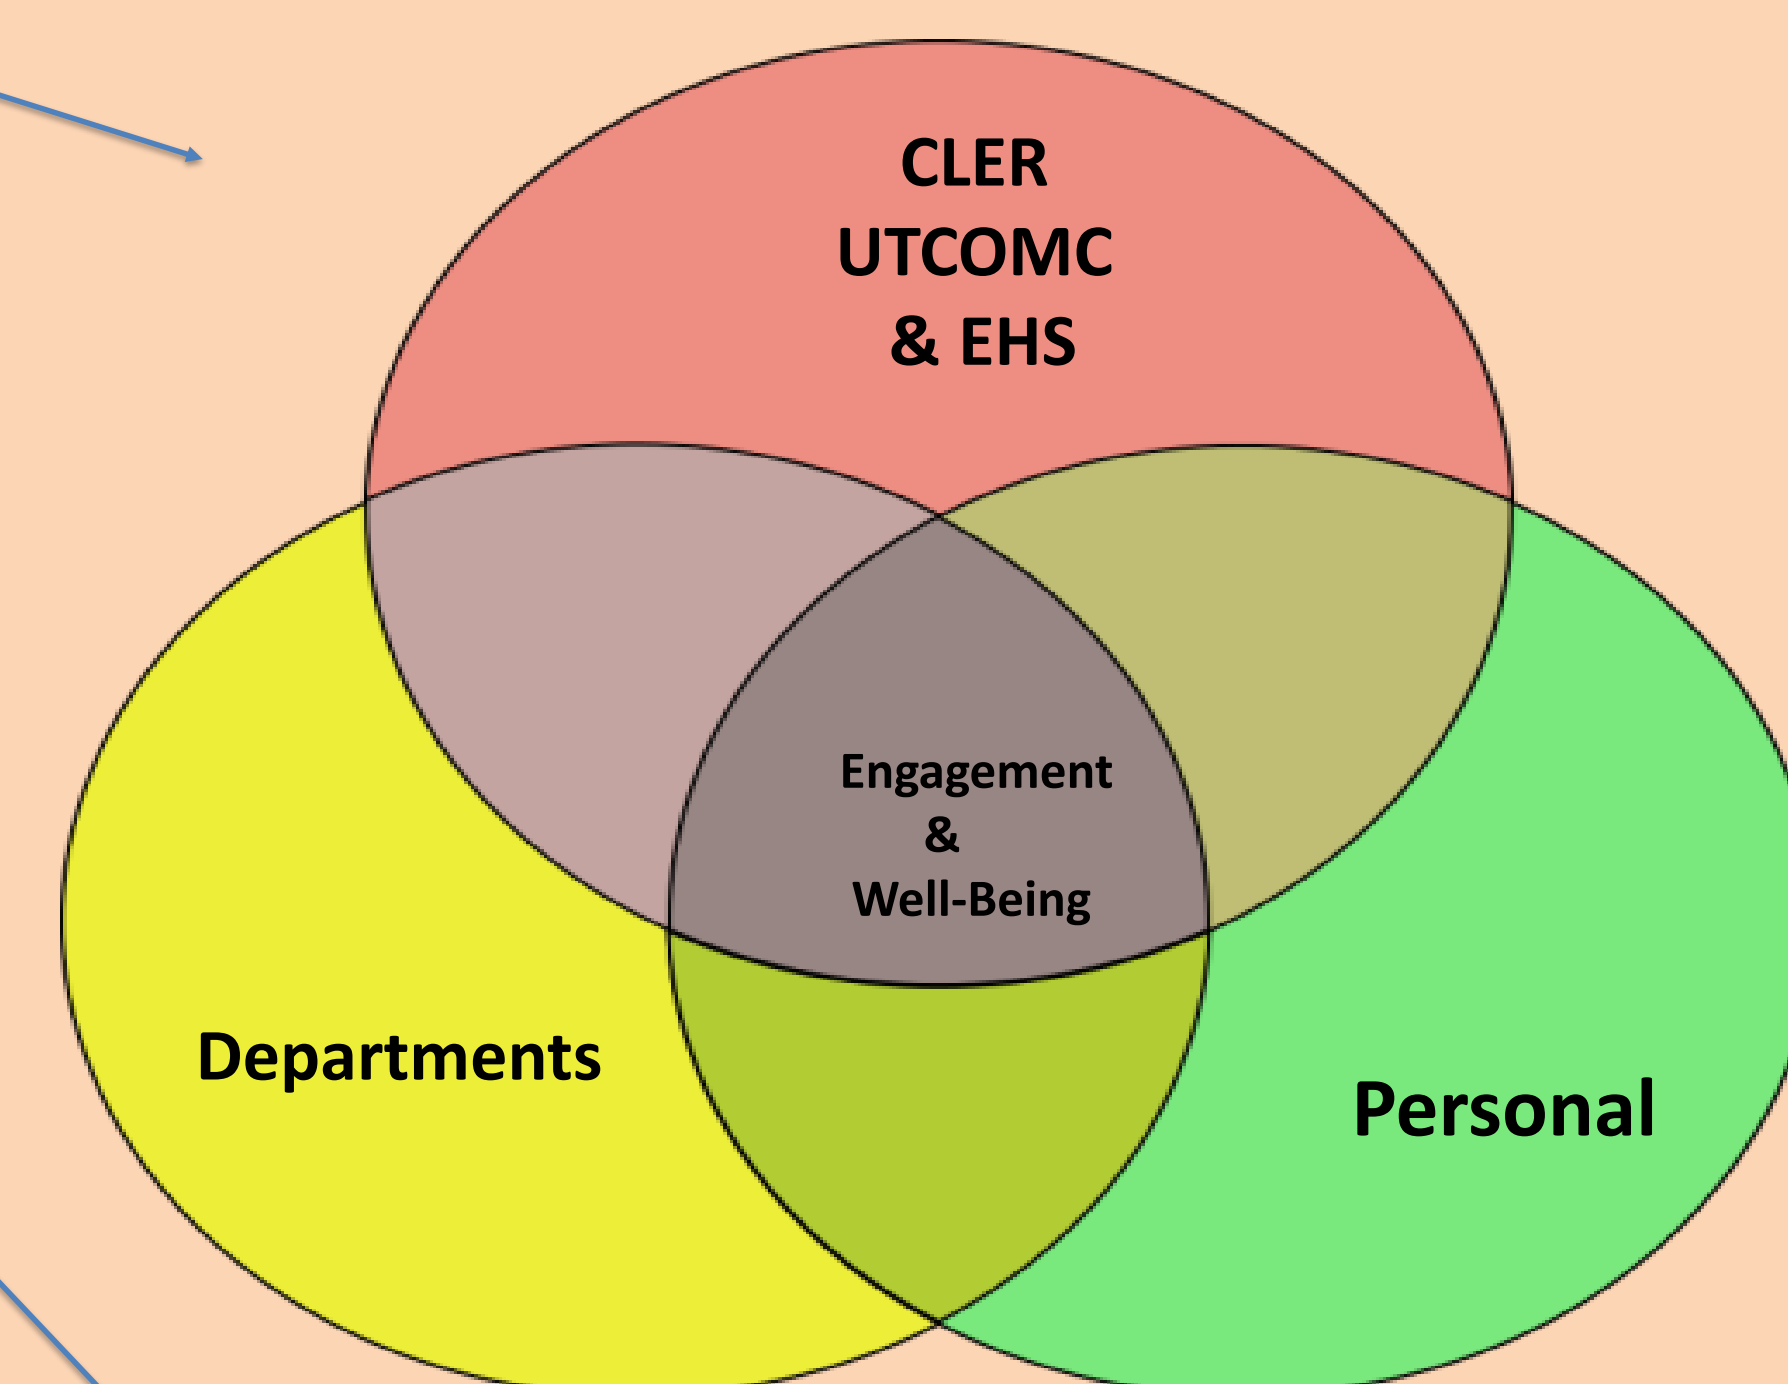 CLER
UTCOMC
& EHS
Engagement
&
Well-Being
Departments
Personal